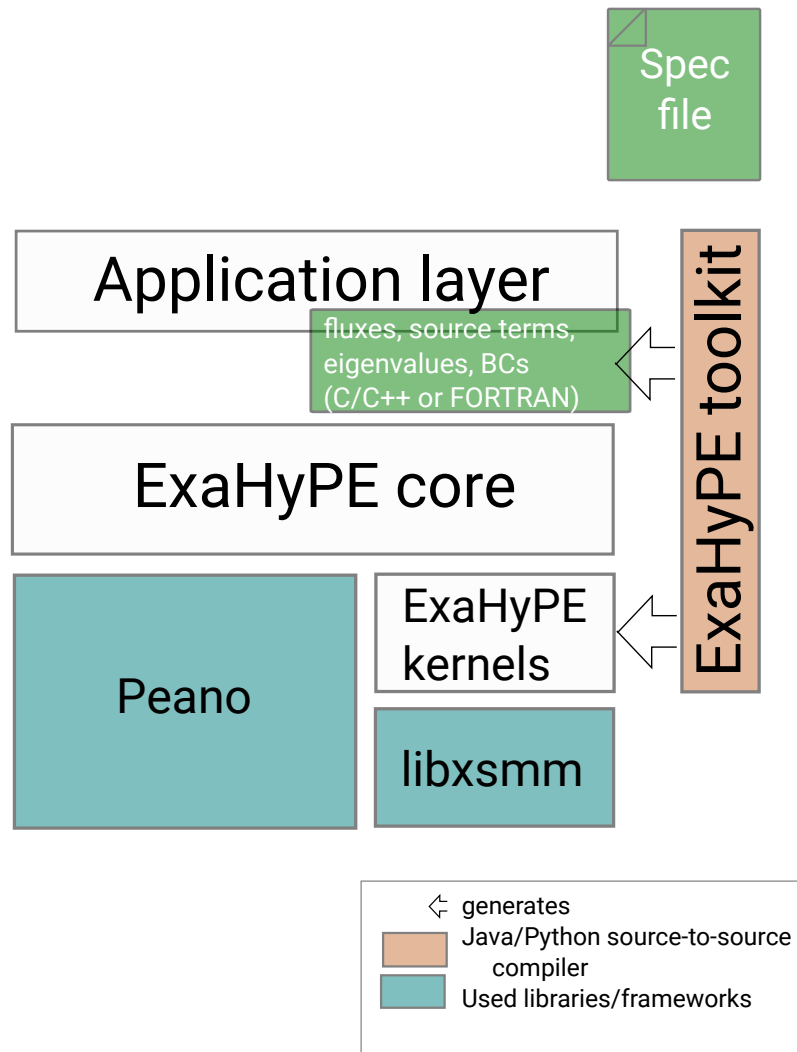 Spec
file
Application layer
fluxes, source terms,
eigenvalues, BCs
(C/C++ or FORTRAN)
ExaHyPE toolkit
ExaHyPE core
ExaHyPE
kernels
Peano
libxsmm
generates
Java/Python source-to-source
compiler
Used libraries/frameworks